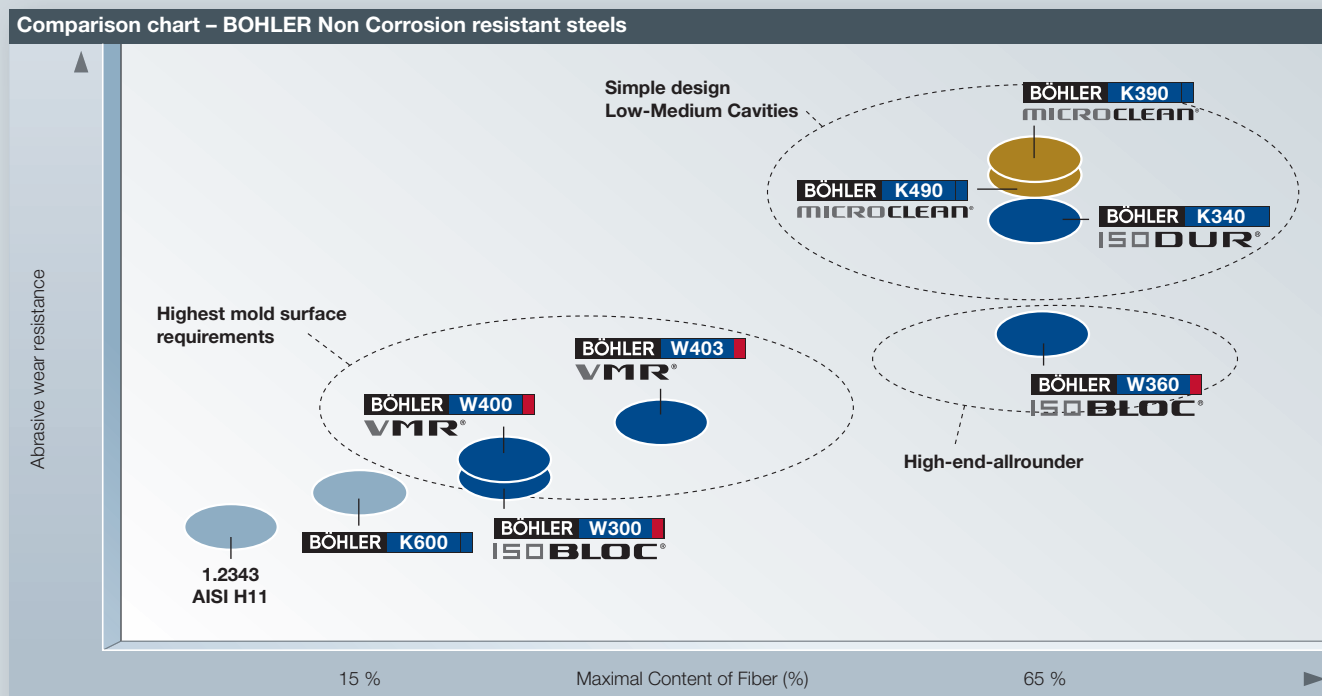 Comparison chart – BOHLER Non Corrosion resistant steels
Abrasive wear resistance
Simple design
Low-Medium Cavities
BÖHLER K390
MICROCLEAN®
BÖHLER K490
MICROCLEAN®
BÖHLER K340
ISODUR®
Highest mold surface
requirements
BÖHLER W403
VMR®
BÖHLER W360
ISOBLOC®
BÖHLER W400
VMR®
High-end-allrounder
BÖHLER W300
ISOBLOC®
BÖHLER K600
1.2343
AISI H11
15 %
Maximal Content of Fiber (%)
65 %